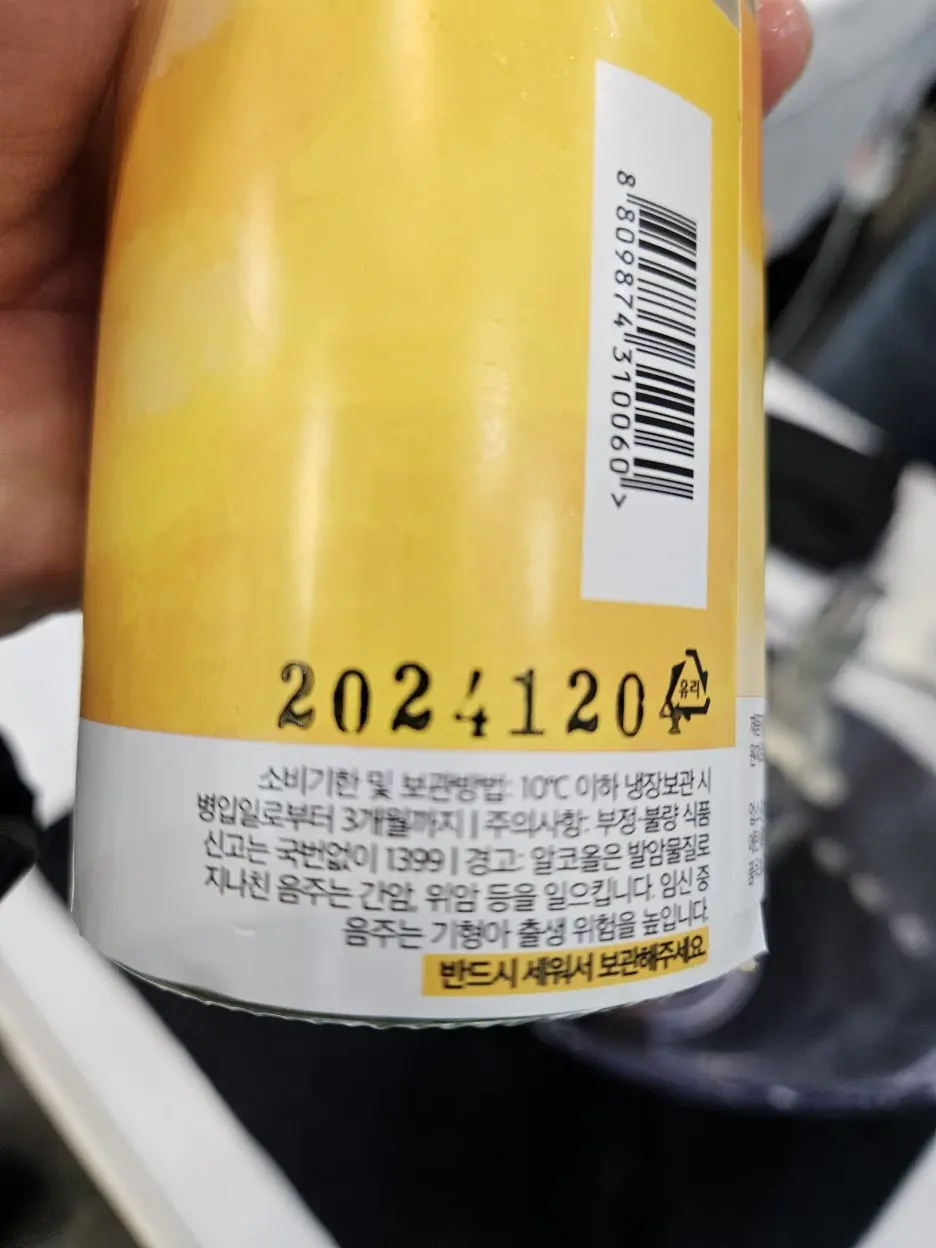 8 809874 310060 >
20241204
유리
소비기한 및 보관방법: 10℃ 이하 냉장보관 시
병입일로부터 3개월까지 | 주의사항: 부정·불량 식품
신고는 국번없이 1399 | 경고: 알코올은 발암물질로
지나친 음주는 간암, 위암 등을 일으킵니다. 임신 중
음주는 기형아 출생 위험을 높입니다.
반드시 세워서 보관해주세요